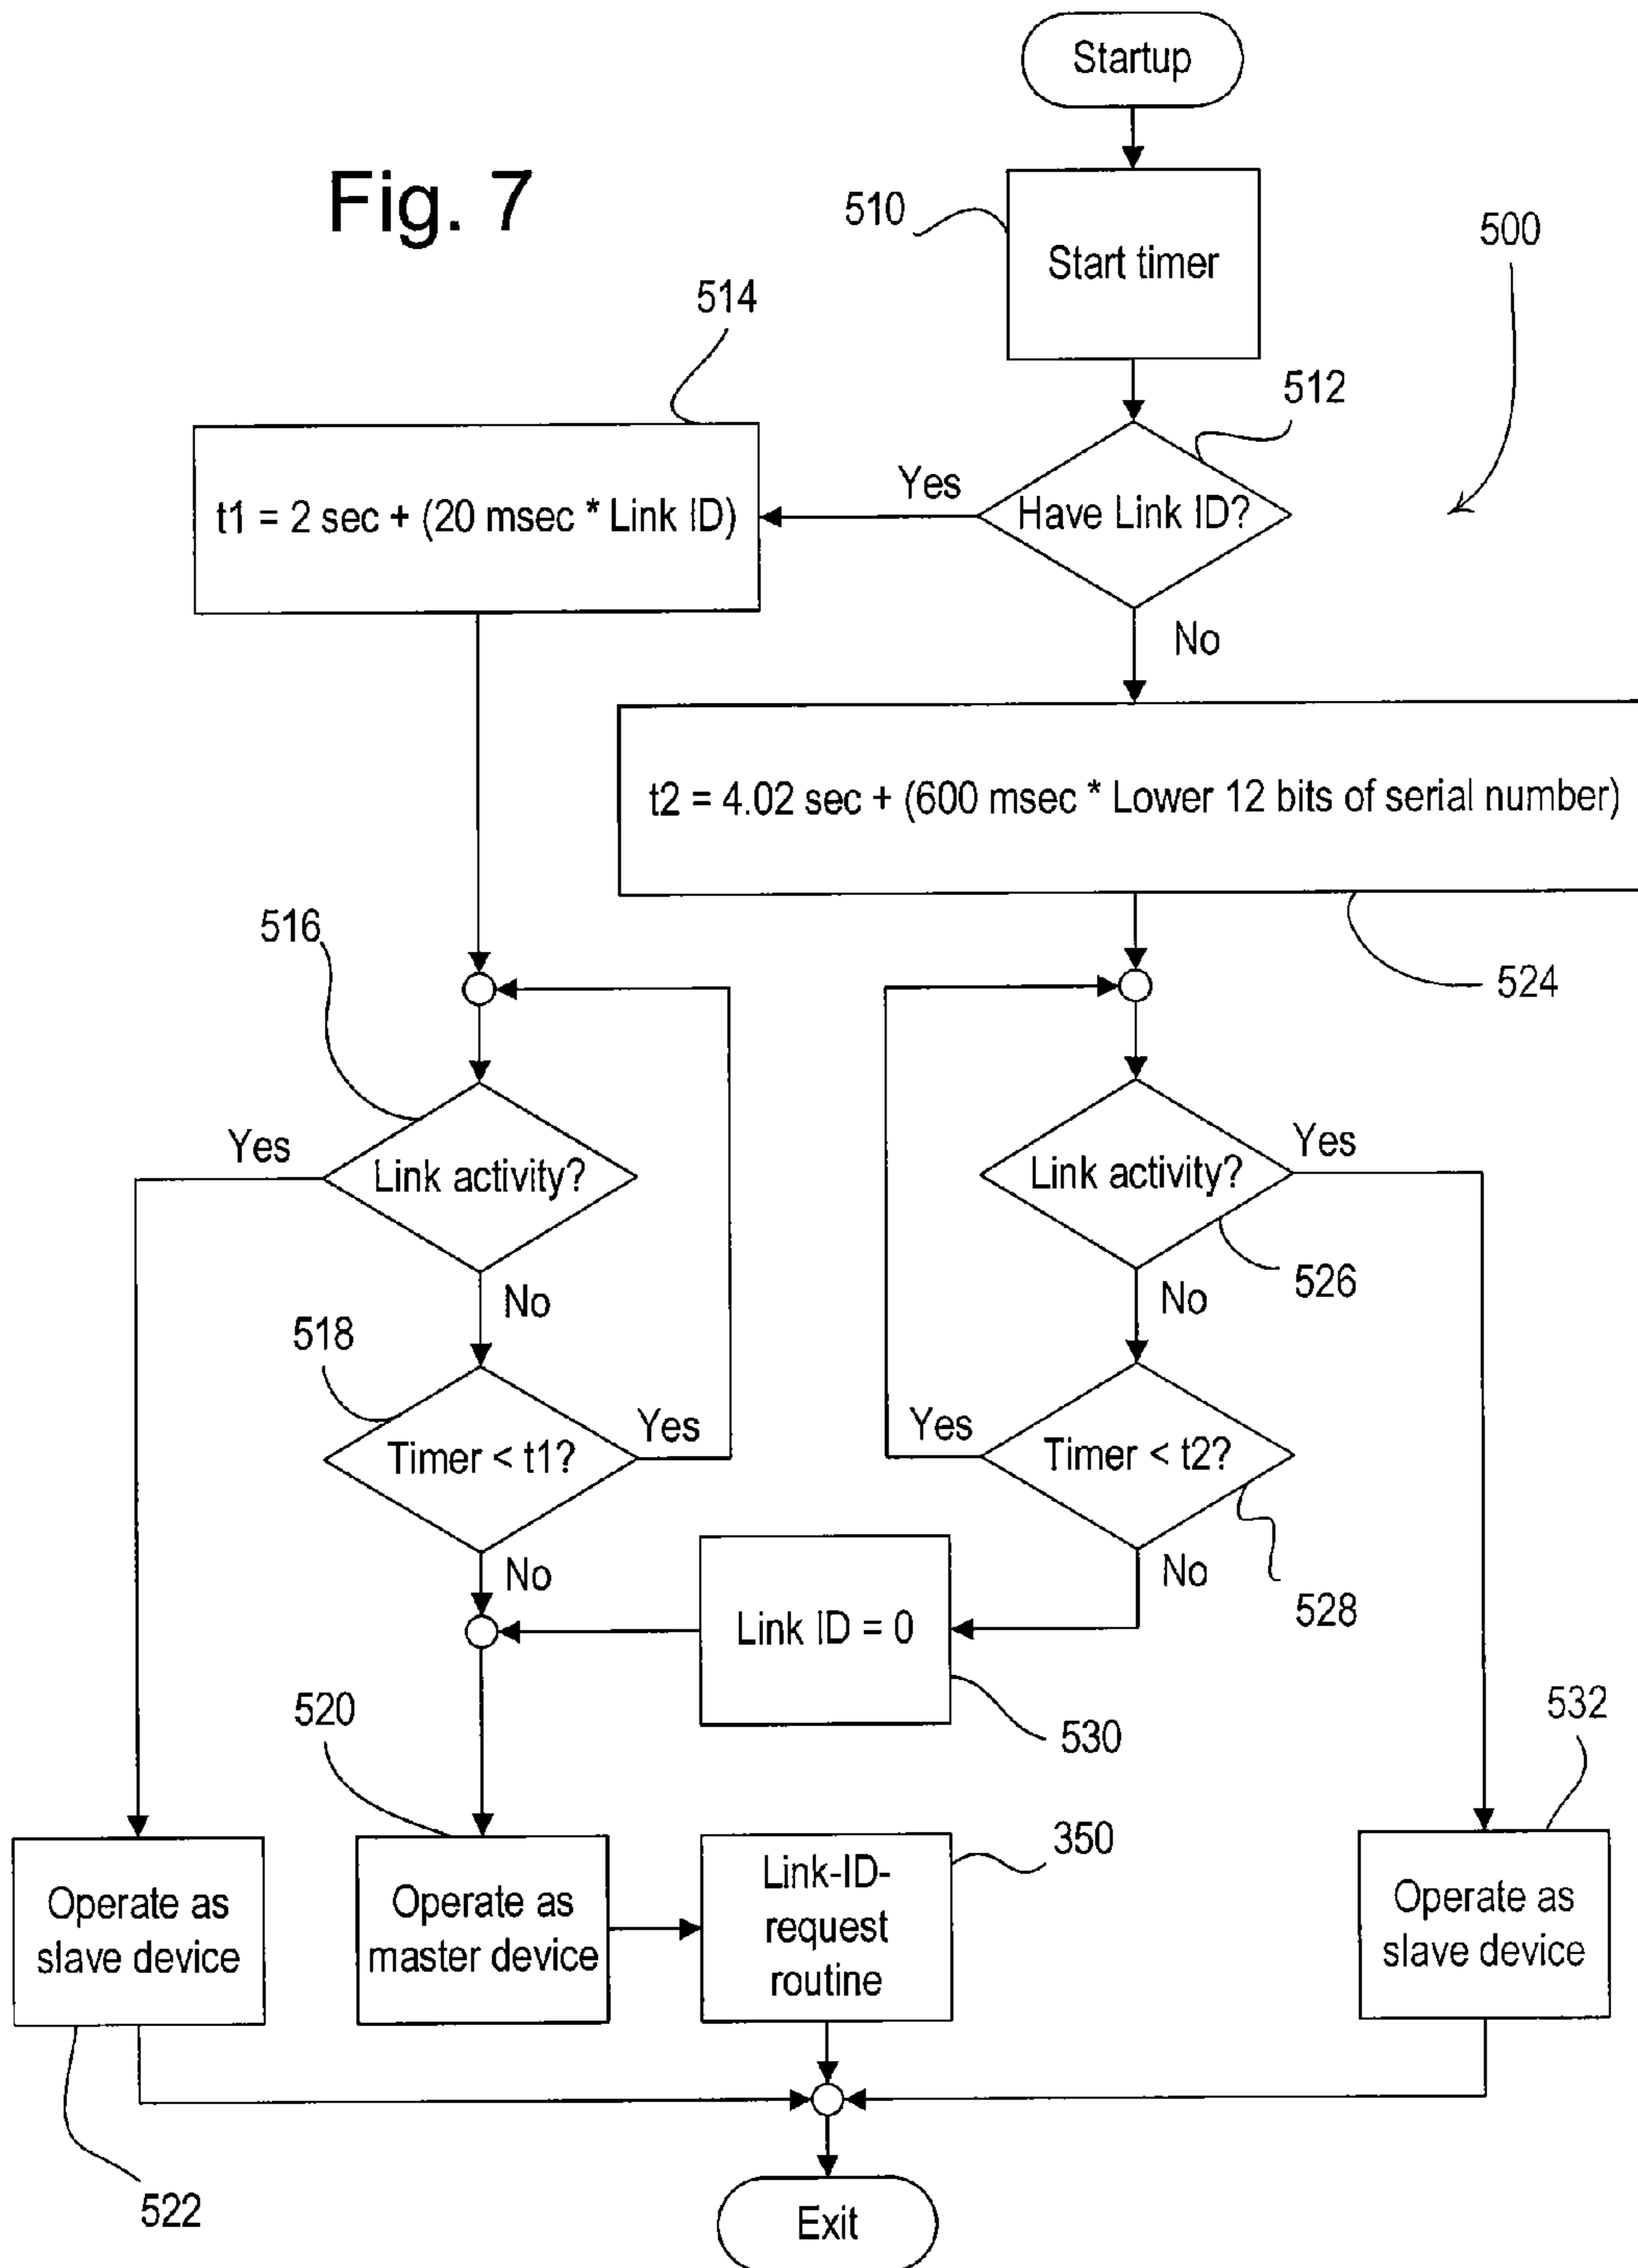 Startup
Fig. 7
510
Start timer
500
514
512
Yes
Have Link ID?
t1 = 2 sec + (20 msec * Link ID)
No
t2 = 4.02 sec + (600 msec * Lower 12 bits of serial number)
516
524
Yes
Link activity?
Link activity?
Yes
526
No
No
518
Timer < t1?
Yes
Yes
Timer < t2?
No
No
528
Link ID = 0
530
520
532
350
Operate as
slave device
Operate as
master device
Link-ID-
request
routine
Operate as
slave device
522
Exit